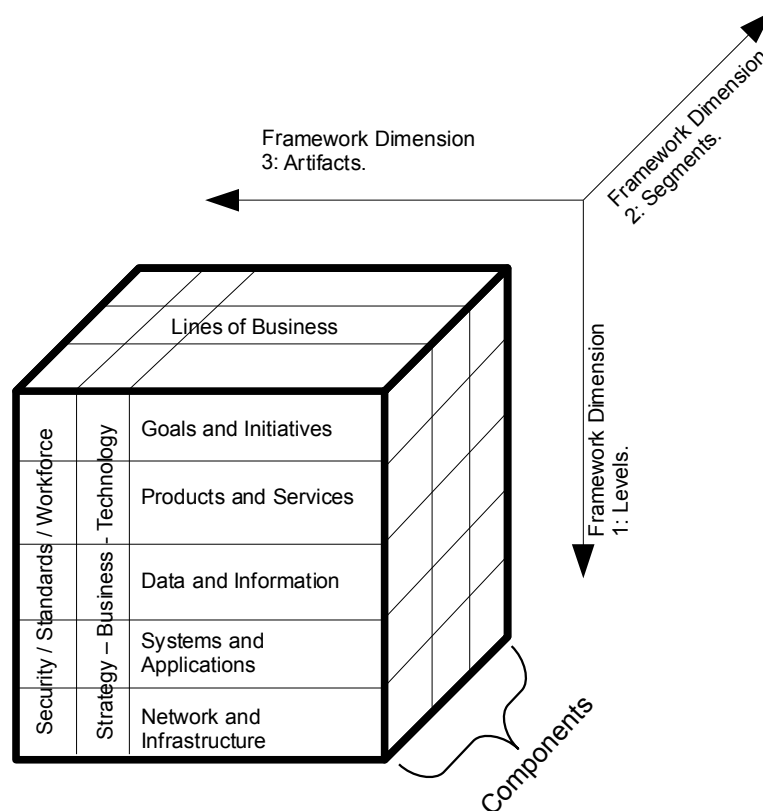 Framework Dimension
3: Artifacts.
Framework Dimension
2: Segments.
Lines of Business
Framework Dimension
1: Levels.
Security / Standards / Workforce
Strategy – Business - Technology
Goals and Initiatives
Products and Services
Data and Information
Systems and
Applications
Network and
Infrastructure
Components